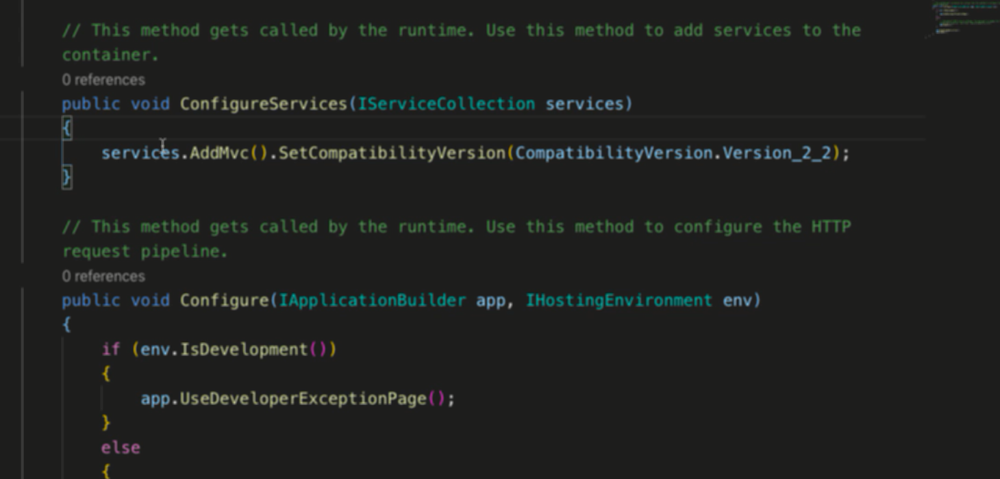 // This method gets called by the runtime. Use this method to add services to the
container.
0 references
public void ConfigureServices(IServiceCollection services)
{
services.AddMvc().SetCompatibilityVersion(CompatibilityVersion.Version_2_2);
}
// This method gets called by the runtime. Use this method to configure the HTTP
request pipeline.
0 references
public void Configure(IApplicationBuilder app, IHostingEnvironment env)
{
if (env.IsDevelopment())
{
app.UseDeveloperExceptionPage();
}
else
{